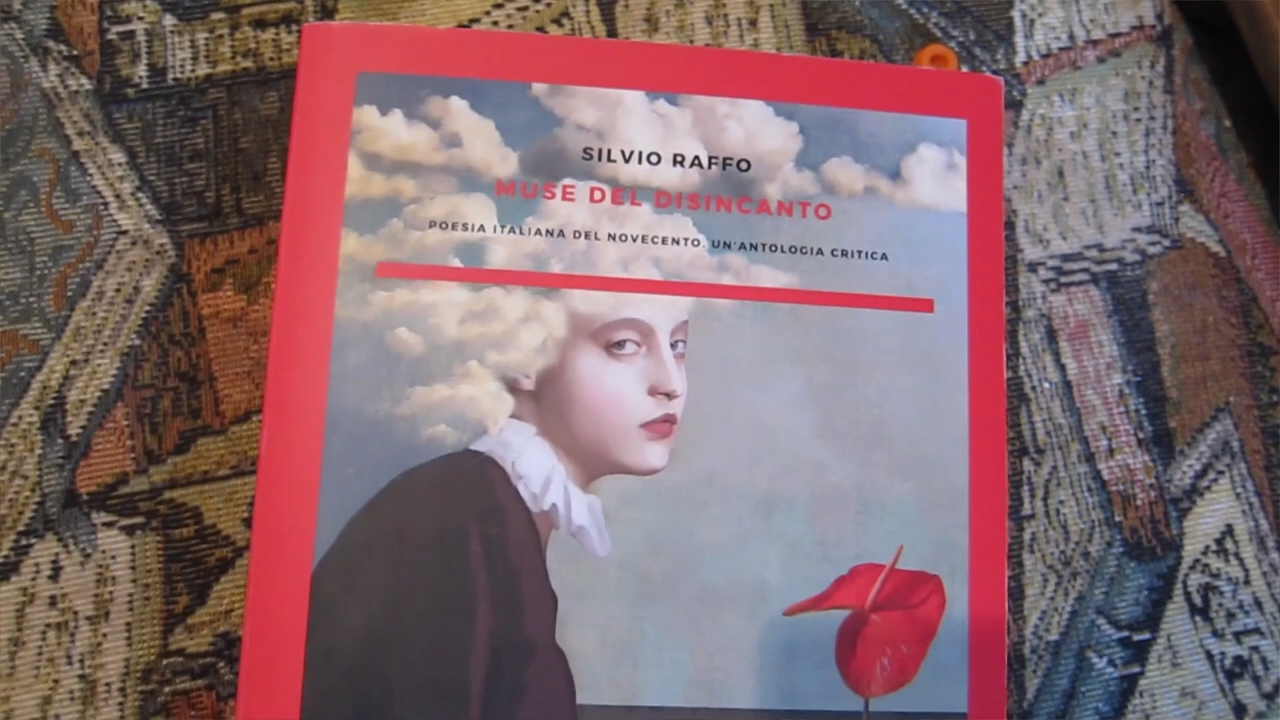 SILVIO RAFFO
MUSE DEL DISINCANTO
POESIA ITALIANA DEL NOVECENTO. UN'ANTOLOGIA CRITICA